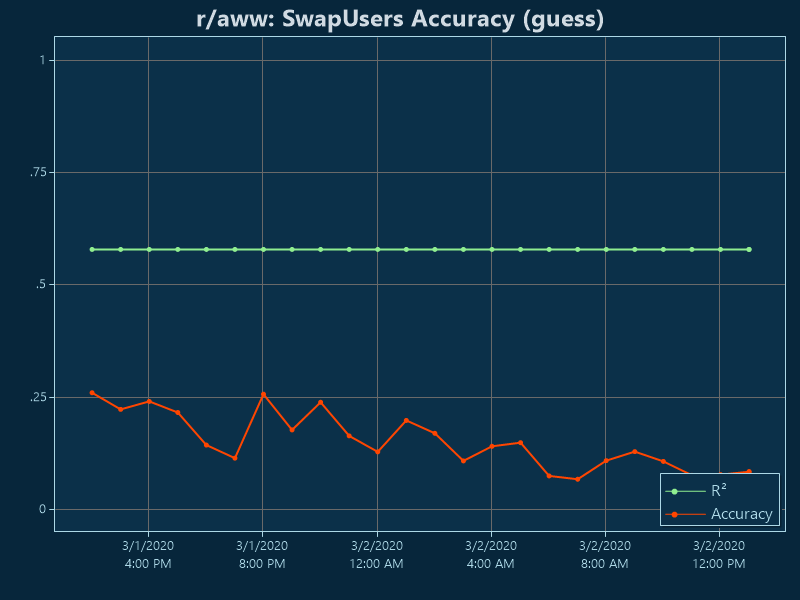 r/aww: SwapUsers Accuracy (guess)
1
.75
.5
.25
0
3/1/2020 3/1/2020 3/2/2020 3/2/2020 3/2/2020 3/2/2020
4:00 PM 8:00 PM 12:00 AM 4:00 AM 8:00 AM 12:00 PM
R²
Accuracy